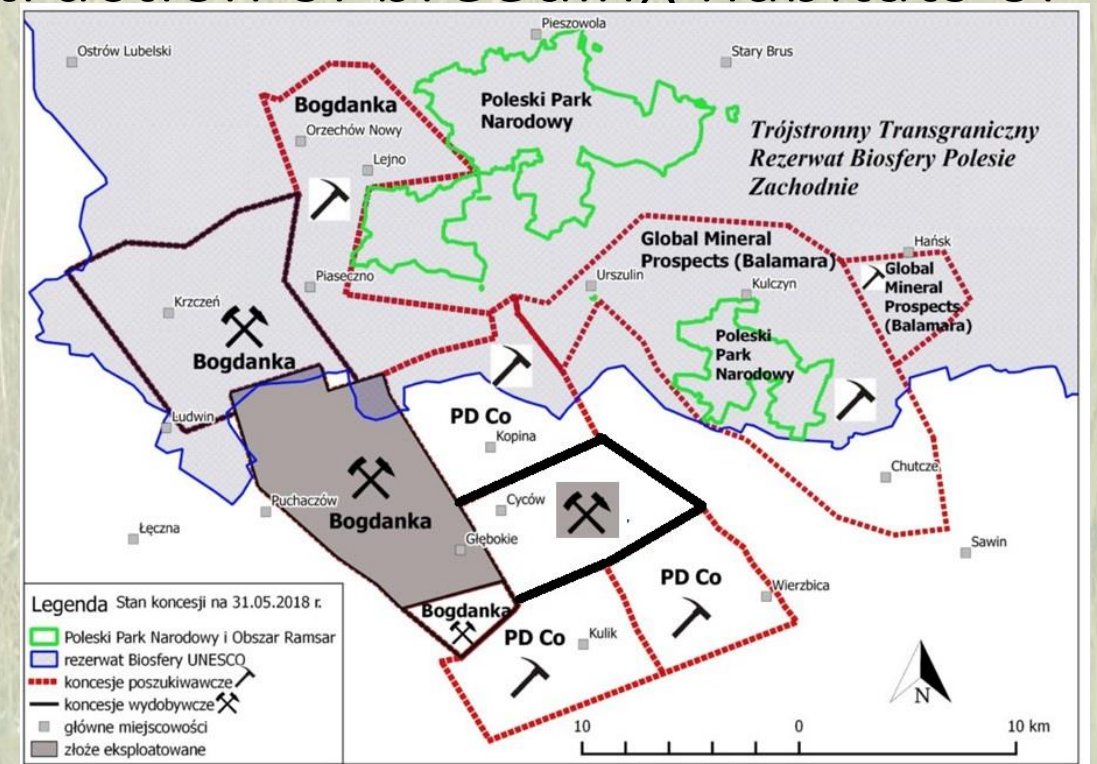 Pieszowola
Ostrów Lubelski
Stary Brus
Bogdanka
Poleski Park
Narodowy
Orzechów Nowy
Trójstronny Transgraniczny
Rezerwat Biosfery Polesie
Zachodnie
Lejno
Global Mineral
Prospects (Balamara)
Hańsk
Piaseczno
Urszulin
Kulczyn
Global
Mineral
Prospects
(Balamara)
Krzczeń
Bogdanka
Poleski
Park
Narodowy
Ludwin
PD Co
Kopina
Chutcze
Puchaczów
Bogdanka
Cyców
Łęczna
Głębokie
Sawin
PD Co
Wierzbica
Bogdanka
PD Co
Kulik
Legenda Stan koncesji na 31.05.2018 r.
Poleski Park Narodowy i Obszar Ramsar
rezerwat Biosfery UNESCO
koncesje poszukiwawcze
koncesje wydobywcze
główne miejscowości
złoże eksploatowane
N
10 0 10 km